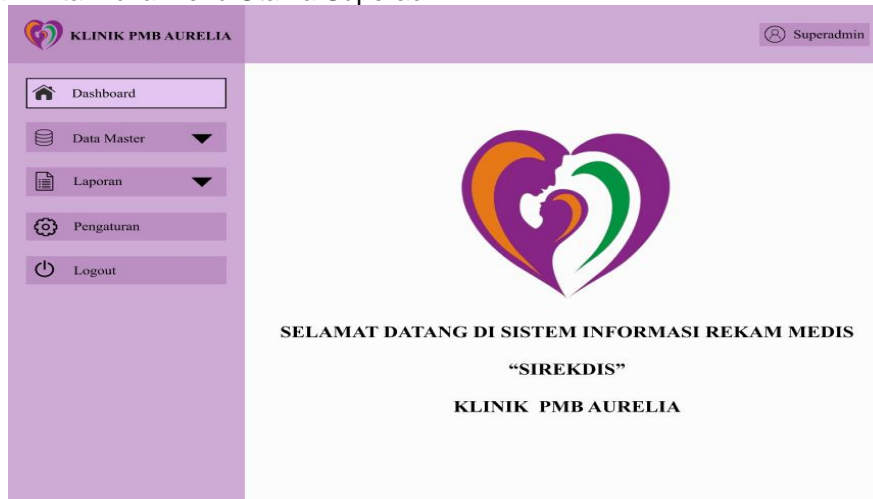 KLINIK PMB AURELIA
Superadmin
Dashboard
Data Master
Laporan
Pengaturan
Logout
SELAMAT DATANG DI SISTEM INFORMASI REKAM MEDIS
“SIREKDIS”
KLINIK PMB AURELIA